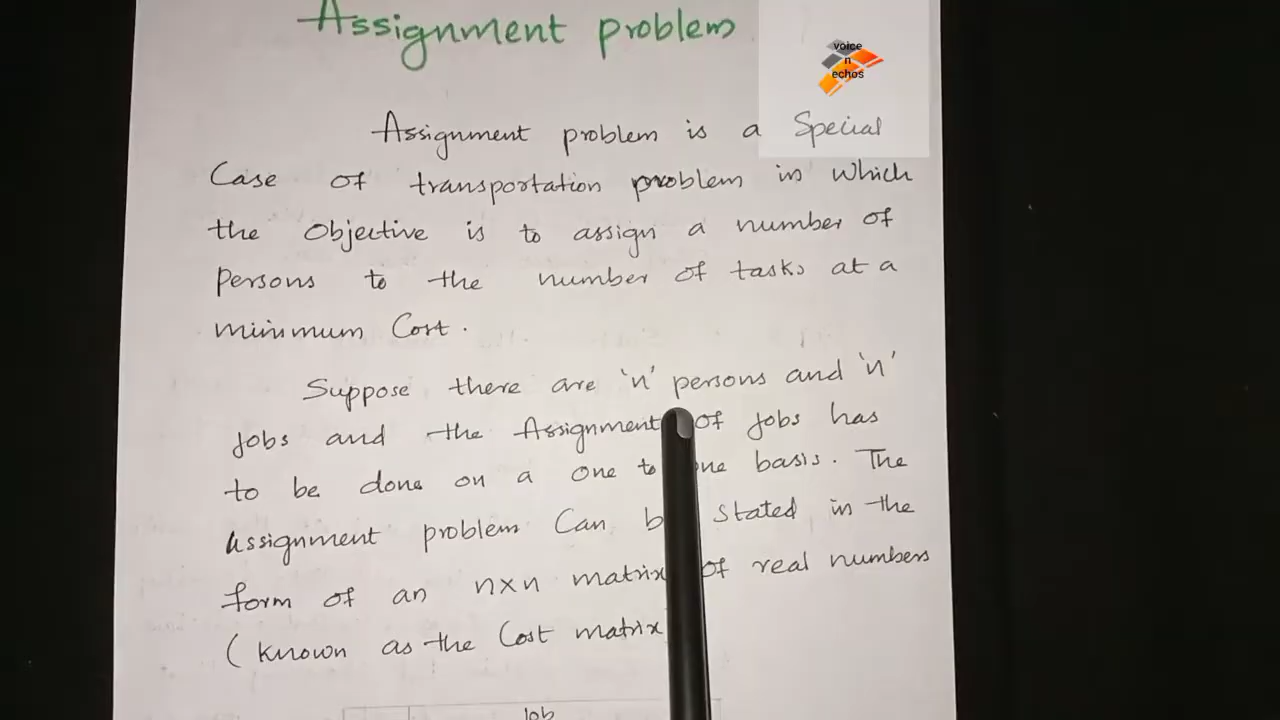 Assignment problem
voice
n
echos
Assignment problem is a Special
Case of transportation problem in which
the objective is to assign a number of
persons to the number of tasks at a
minimum Cost.
Suppose there are 'n' persons and 'n'
jobs and the Assignment of jobs has
to be done on a one to one basis. The
assignment problem Can be stated in the
form of an n×n matrix of real numbers
( known as the Cost matrix
Job